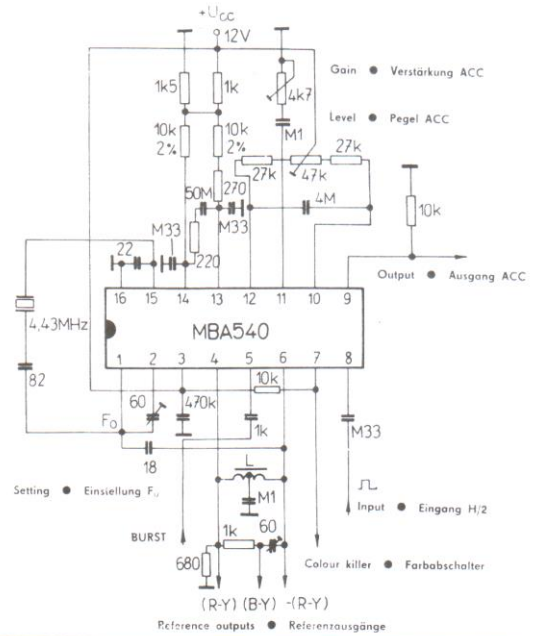 +UCC
12V
1k5
1k
4k7
Gain ● Verstärkung ACC
M1
Level ● Pegel ACC
10k
2%
10k
2%
27k
27k
47k
270
50M
4M
M33
M33
10k
22
220
Output ● Ausgang ACC
16 15 14 13 12 11 10 9
4,43MHz
MBA540
1 2 3 4 5 6 7 8
82
60
470k
10k
Fo
1k
M33
18
L
Setting ● Einsiellung Fo
M1
Input ● Eingang H/2
BURST
1k
60
680
Colour killer ● Farbabschalter
(R-Y) (B-Y) -(R-Y)
Reference outputs ● Referenzausgänge